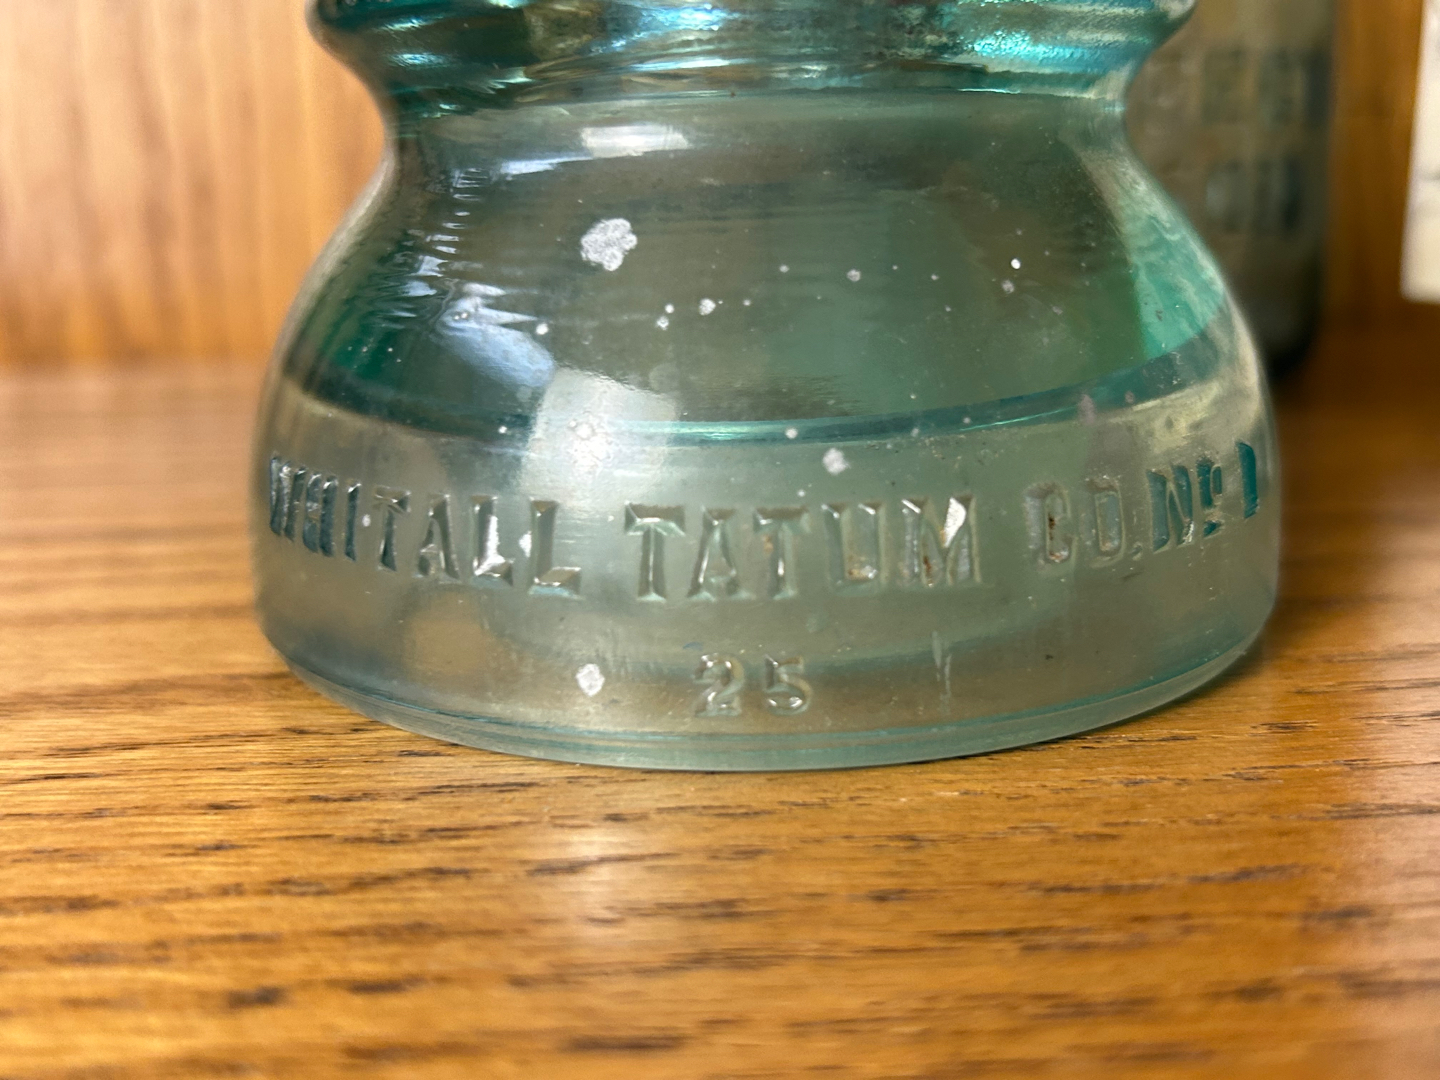 WHITALL TATUM CO. Nº 1
25